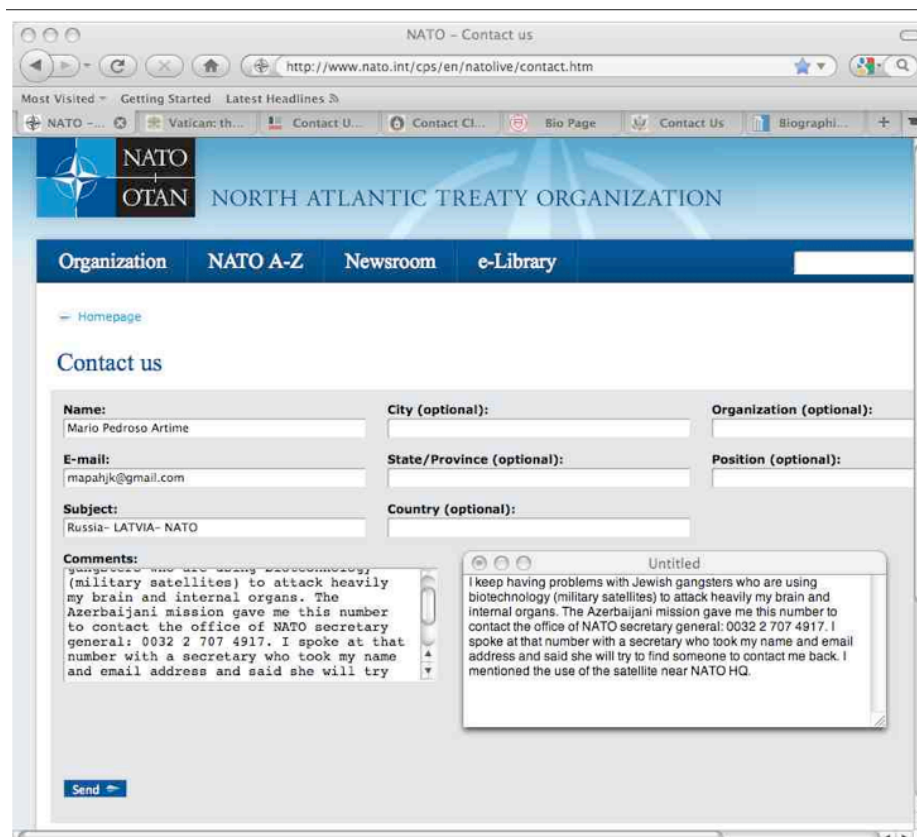 NATO – Contact us
http://www.nato.int/cps/en/natolive/contact.htm
Most Visited Getting Started Latest Headlines
NATO –... Vatican: th... Contact U... Contact Cl... Bio Page Contact Us Biographi...
NATO
OTAN
NORTH ATLANTIC TREATY ORGANIZATION
Organization NATO A-Z Newsroom e-Library
Homepage
Contact us
Name: City (optional): Organization (optional):
Mario Pedroso Artime
E-mail: State/Province (optional): Position (optional):
mapahjk@gmail.com
Subject: Country (optional):
Russia– LATVIA– NATO
Comments:
(military satellites) to attack heavily
my brain and internal organs. The
Azerbaijani mission gave me this number
to contact the office of NATO secretary
general: 0032 2 707 4917. I spoke at that
number with a secretary who took my name
and email address and said she will try
Untitled
I keep having problems with Jewish gangsters who are using
biotechnology (military satellites) to attack heavily my brain and
internal organs. The Azerbaijani mission gave me this number to
contact the office of NATO secretary general: 0032 2 707 4917. I
spoke at that number with a secretary who took my name and email
address and said she will try to find someone to contact me back. I
mentioned the use of the satellite near NATO HQ.
Send